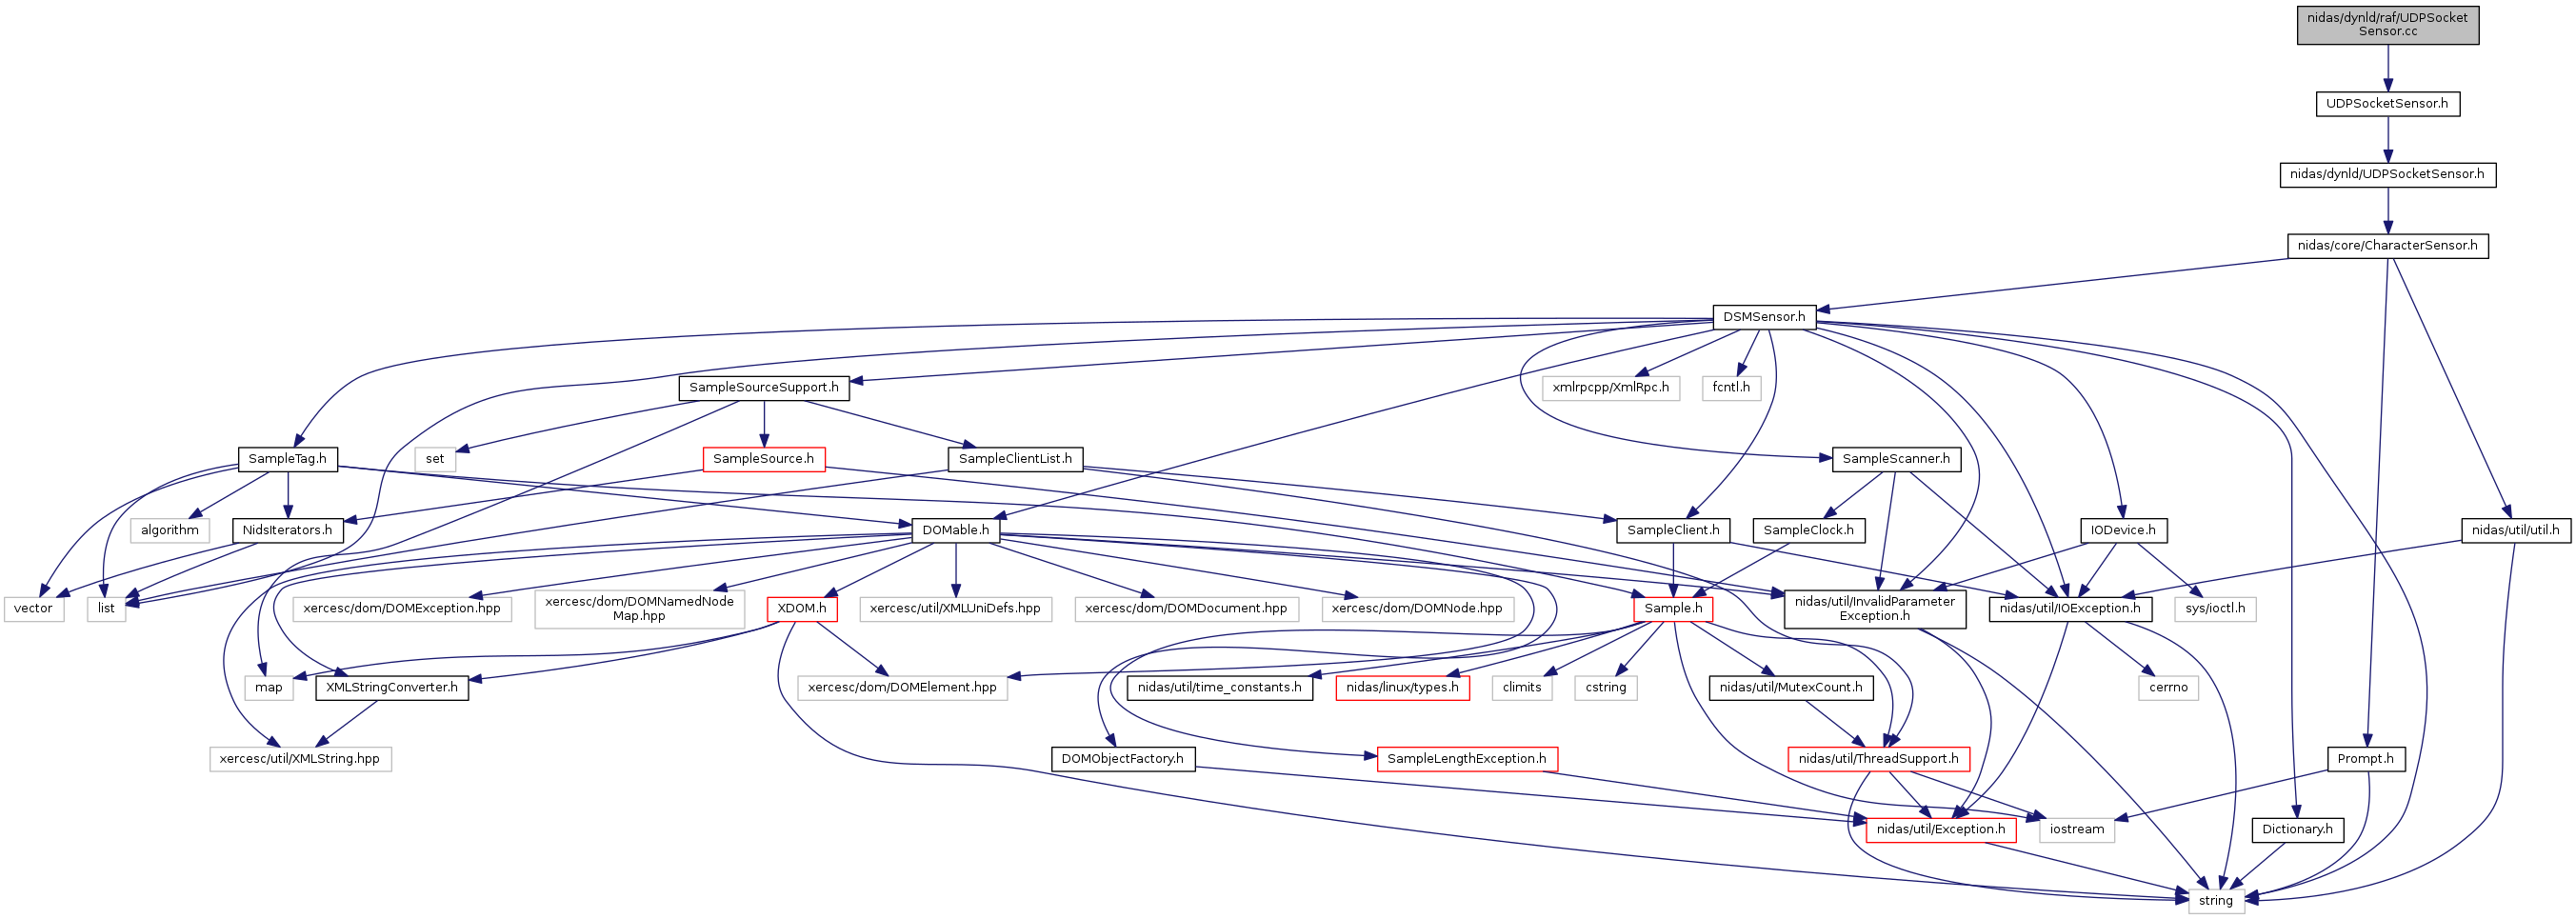 nidas/dynld/raf/UDPSocket
Sensor.cc
UDPSocketSensor.h
nidas/dynld/UDPSocketSensor.h
nidas/core/CharacterSensor.h
DSMSensor.h
SampleSourceSupport.h
xmlrpcpp/XmlRpc.h
fcntl.h
SampleTag.h
set
SampleSource.h
SampleClientList.h
SampleScanner.h
algorithm
NidsIterators.h
DOMable.h
SampleClient.h
SampleClock.h
IODevice.h
nidas/util/util.h
vector
list
xercesc/dom/DOMException.hpp
xercesc/dom/DOMNamedNode
Map.hpp
XDOM.h
xercesc/util/XMLUniDefs.hpp
xercesc/dom/DOMDocument.hpp
xercesc/dom/DOMNode.hpp
Sample.h
nidas/util/InvalidParameter
Exception.h
nidas/util/IOException.h
sys/ioctl.h
map
XMLStringConverter.h
xercesc/dom/DOMElement.hpp
nidas/util/time_constants.h
nidas/linux/types.h
climits
cstring
nidas/util/MutexCount.h
cerrno
xercesc/util/XMLString.hpp
DOMObjectFactory.h
SampleLengthException.h
nidas/util/ThreadSupport.h
Prompt.h
nidas/util/Exception.h
iostream
Dictionary.h
string